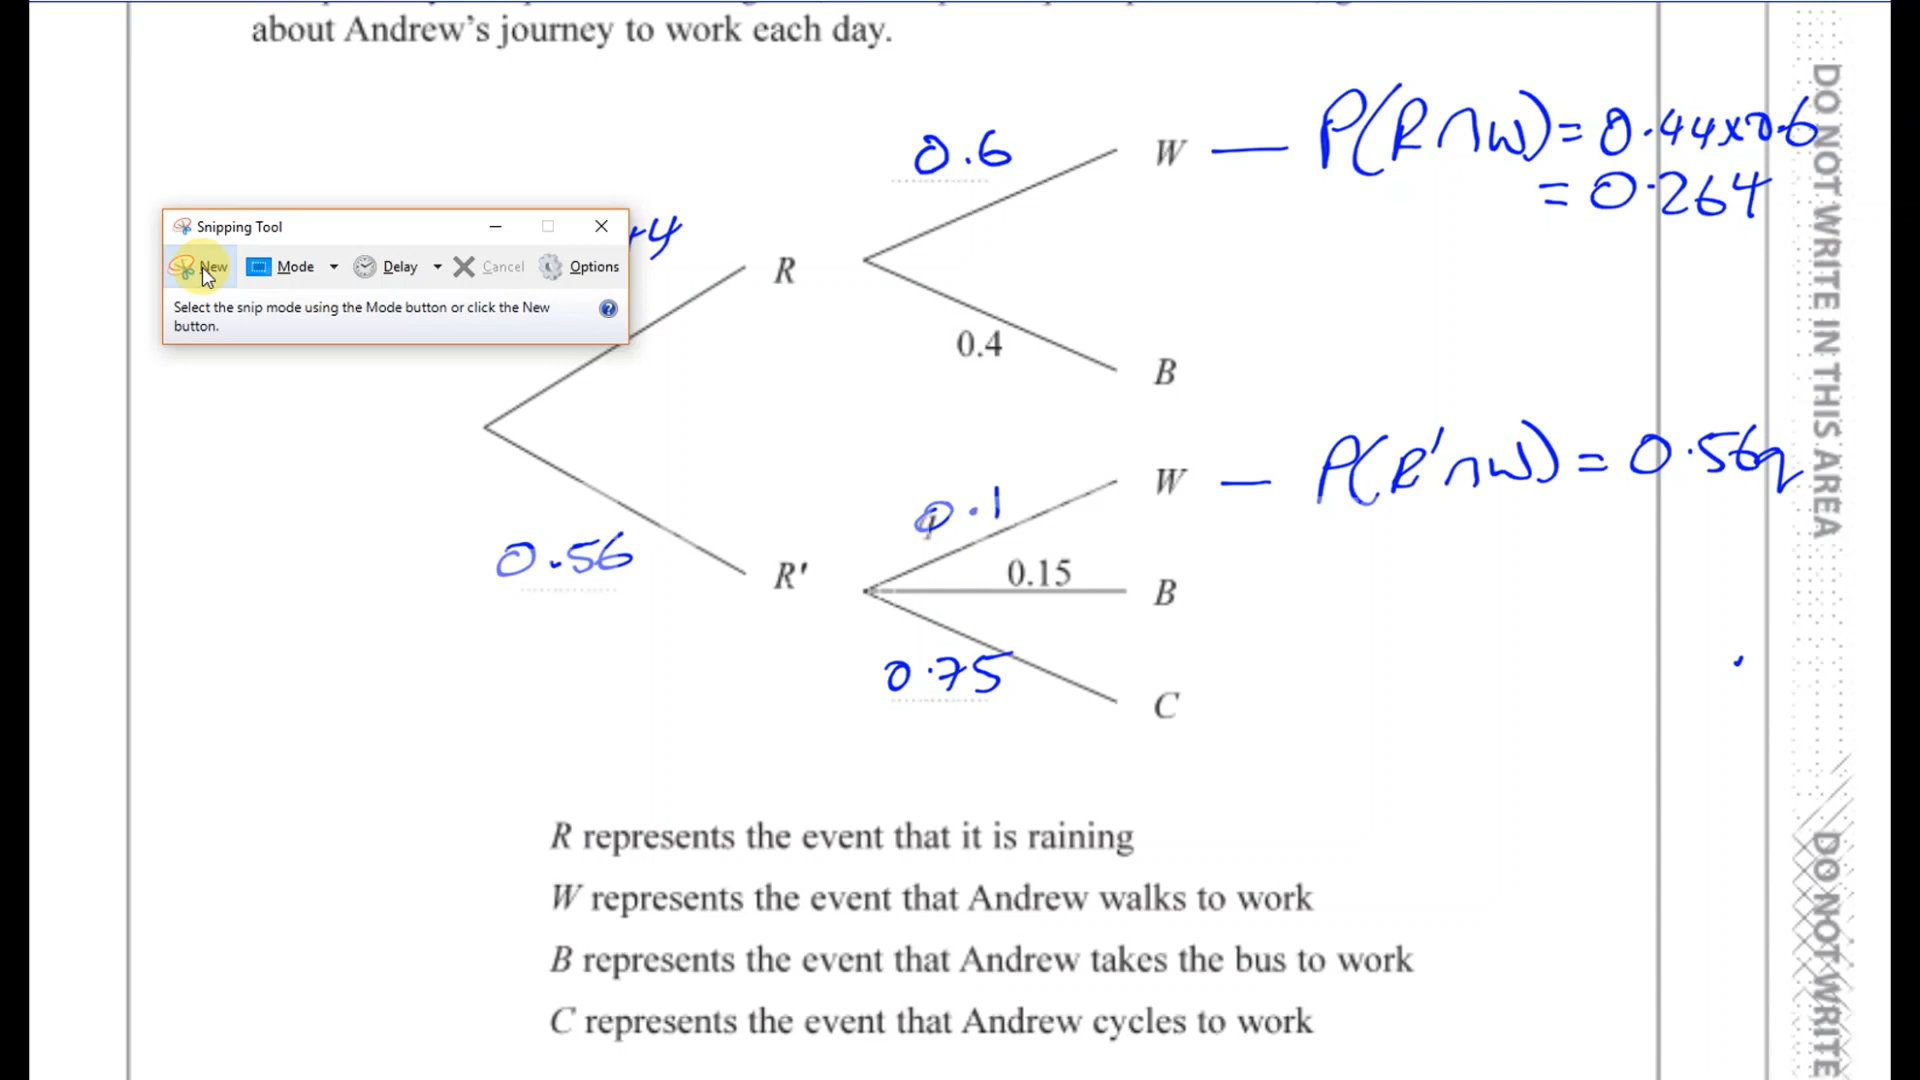 about Andrew's journey to work each day.
0.6
W — P(R∩W) = 0.44x0.6
= 0.264
Snipping Tool
New Mode Delay Cancel Options
Select the snip mode using the Mode button or click the New
button.
R
0.4
B
W — P(R'∩W) = 0.56
0.1
0.56
R'
0.15
B
0.75
C
R represents the event that it is raining
W represents the event that Andrew walks to work
B represents the event that Andrew takes the bus to work
C represents the event that Andrew cycles to work
DO NOT WRITE IN THIS AREA
DO NOT WRITE